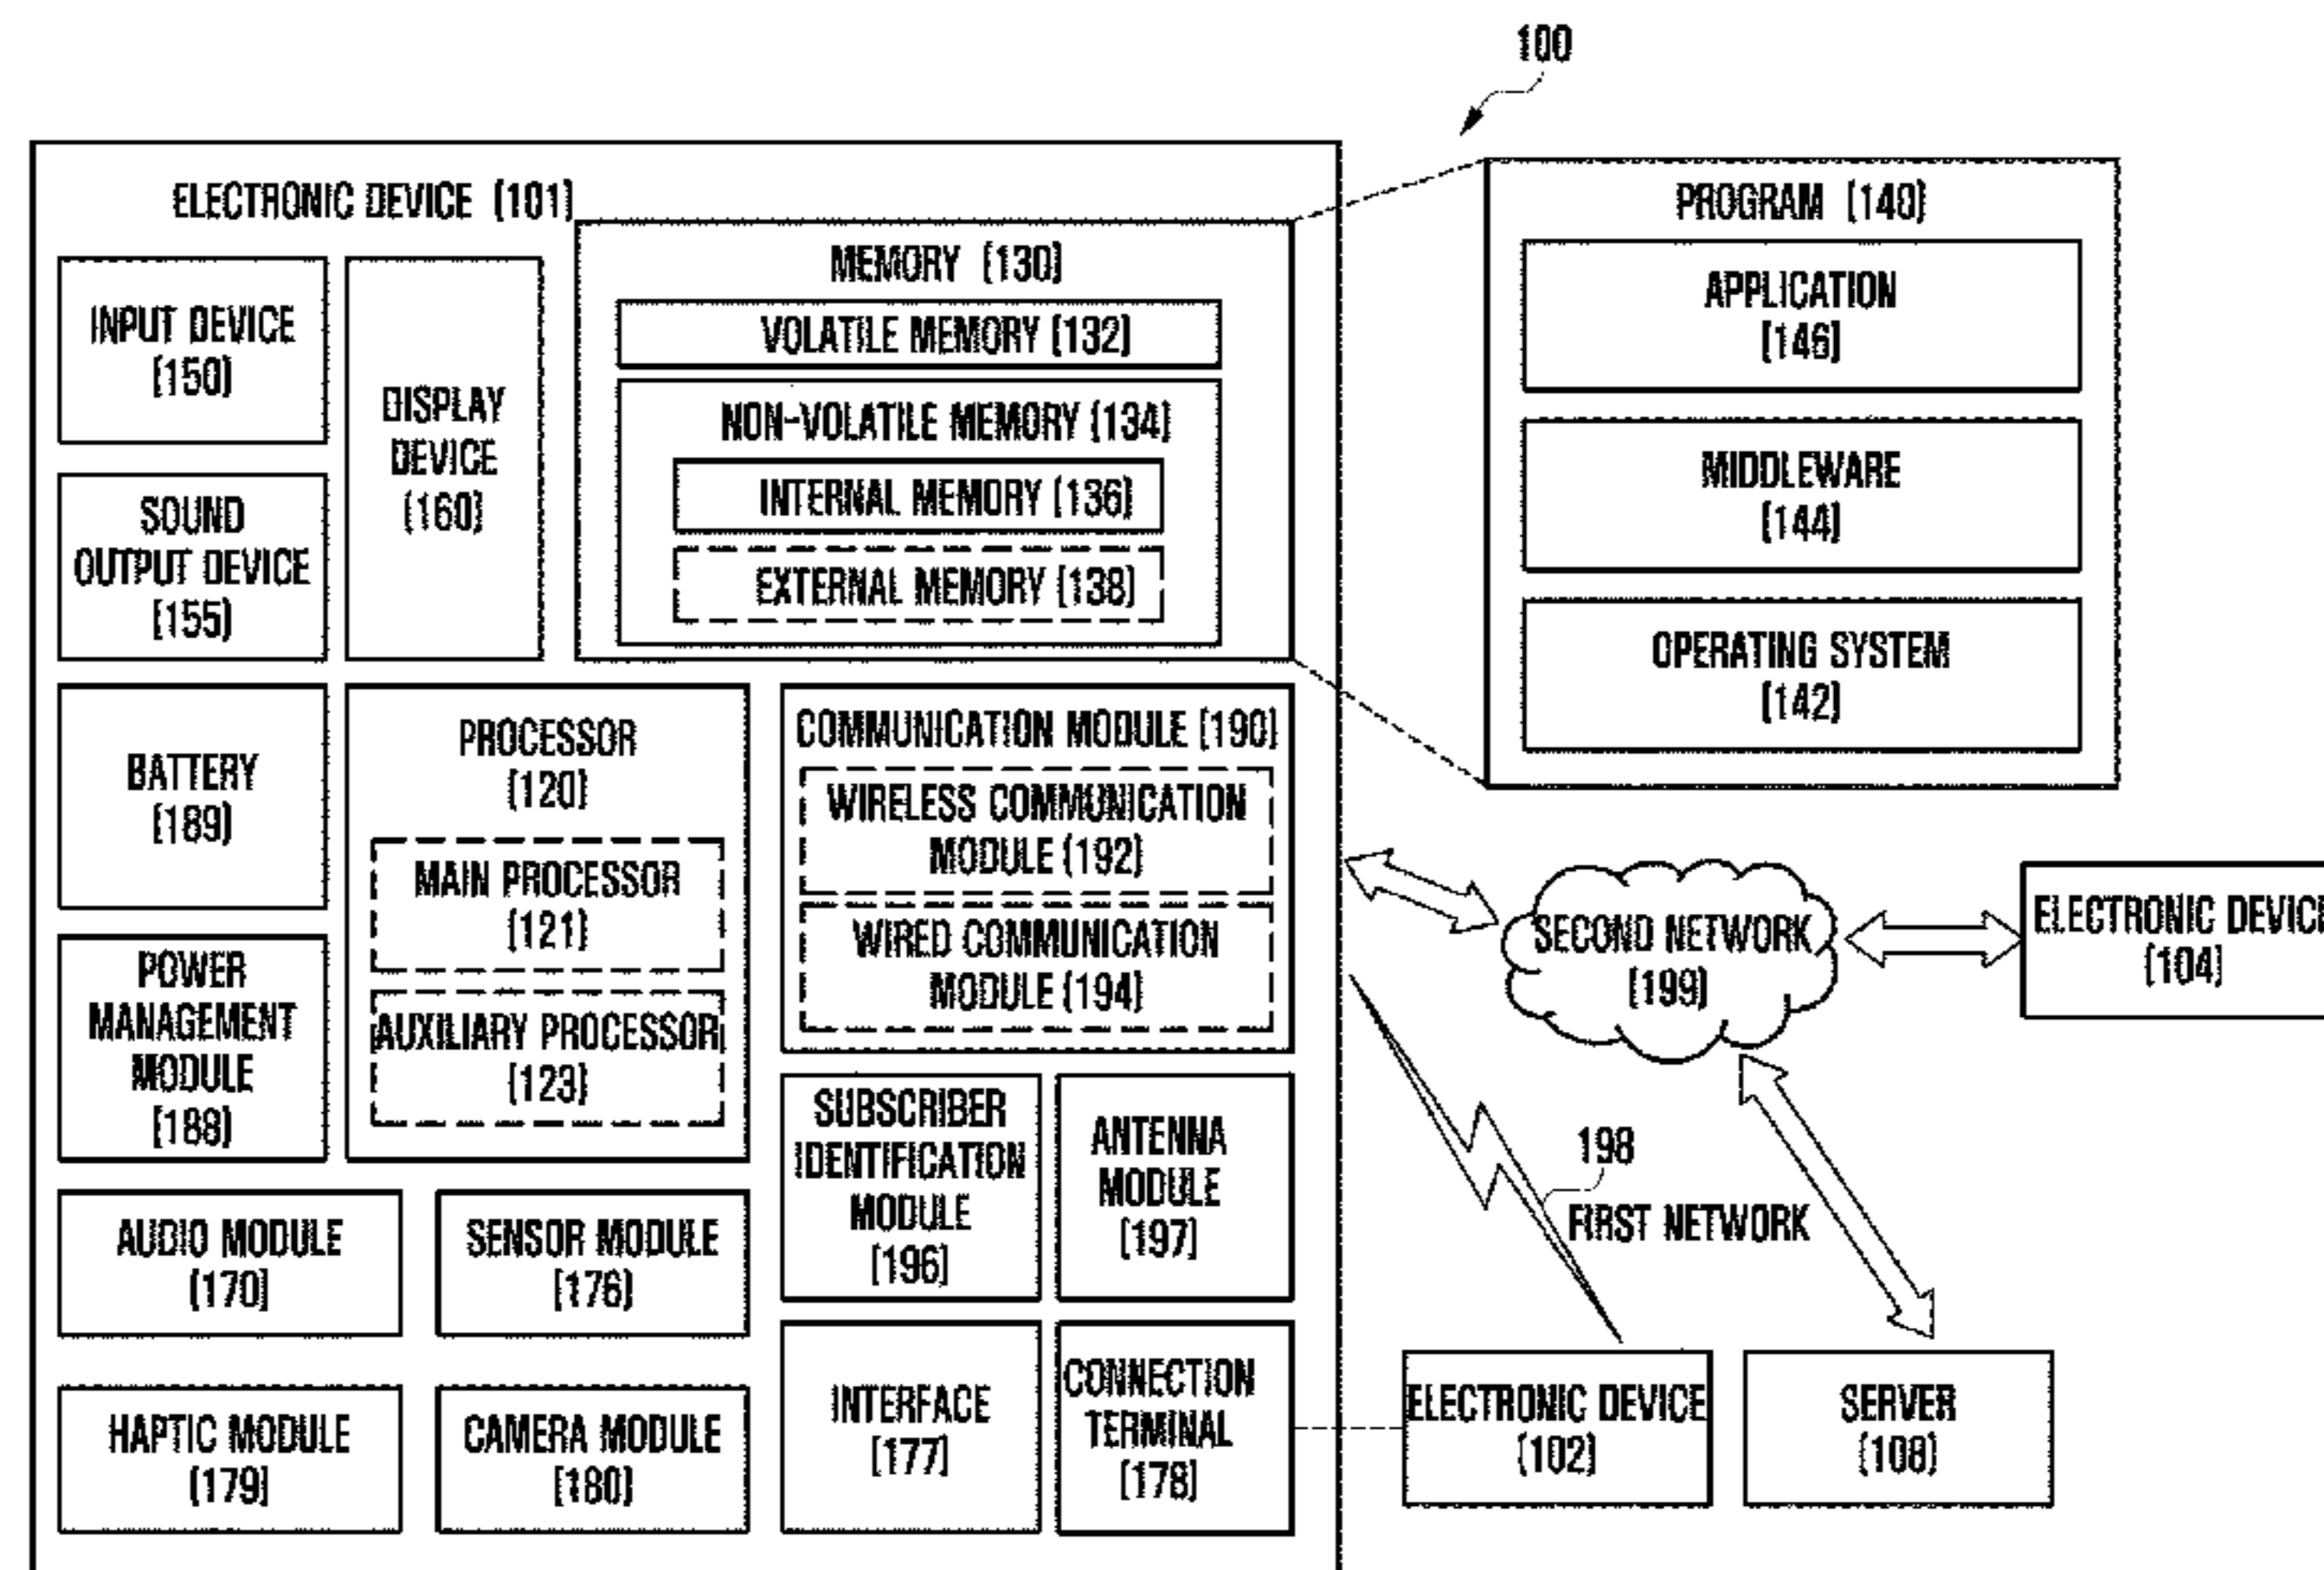 100
ELECTRONIC DEVICE (101)
INPUT DEVICE
(150)
SOUND
OUTPUT DEVICE
(155)
DISPLAY
DEVICE
(160)
MEMORY (130)
VOLATILE MEMORY (132)
NON-VOLATILE MEMORY (134)
INTERNAL MEMORY (136)
EXTERNAL MEMORY (138)
PROGRAM (140)
APPLICATION
(146)
MIDDLEWARE
(144)
OPERATING SYSTEM
(142)
BATTERY
(189)
POWER
MANAGEMENT
MODULE
(188)
PROCESSOR
(120)
MAIN PROCESSOR
(121)
AUXILIARY PROCESSOR
(123)
COMMUNICATION MODULE (190)
WIRELESS COMMUNICATION
MODULE (192)
WIRED COMMUNICATION
MODULE (194)
SUBSCRIBER
IDENTIFICATION
MODULE
(196)
ANTENNA
MODULE
(197)
AUDIO MODULE
(170)
SENSOR MODULE
(176)
HAPTIC MODULE
(179)
CAMERA MODULE
(180)
INTERFACE
(177)
CONNECTION
TERMINAL
(178)
SECOND NETWORK
(199)
ELECTRONIC DEVICE
(104)
198
FIRST NETWORK
ELECTRONIC DEVICE
(102)
SERVER
(108)